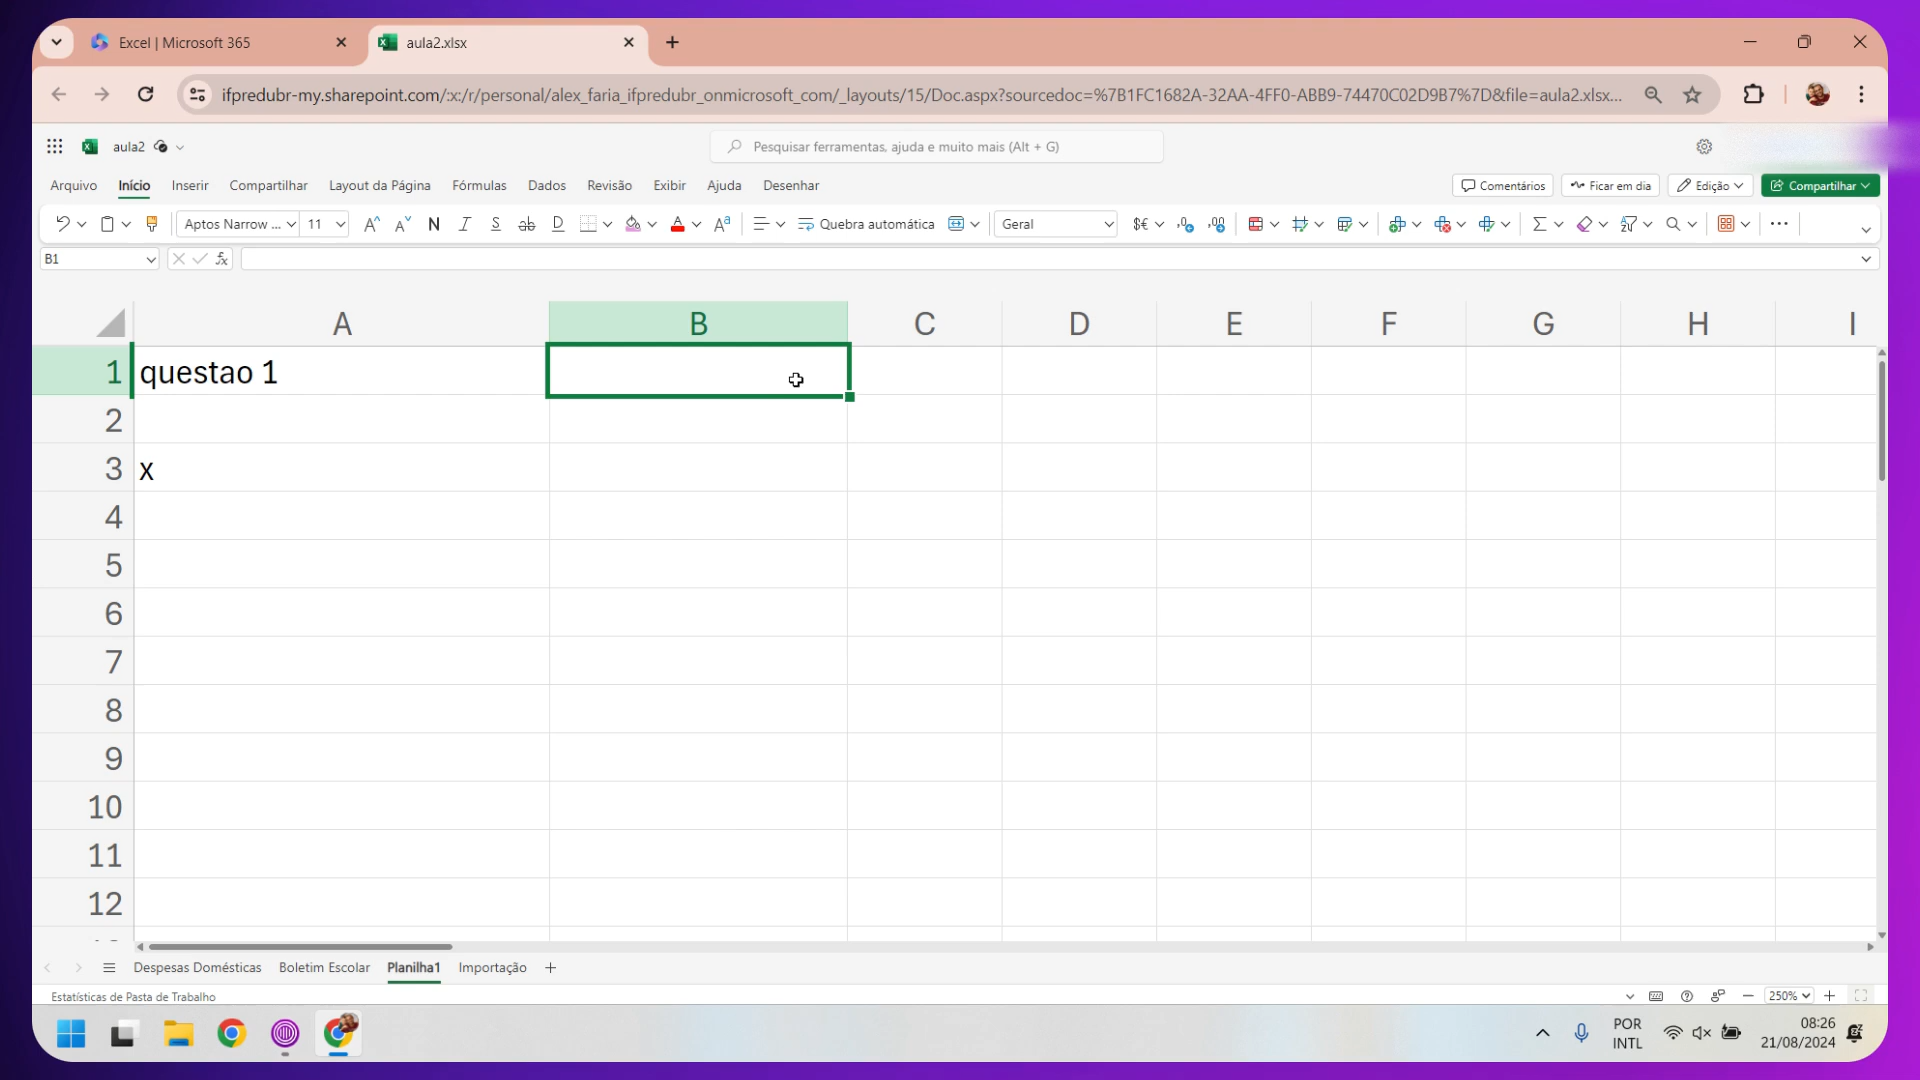 Excel | Microsoft 365
aula2.xlsx
ifpredubr-my.sharepoint.com/:x:/r/personal/alex_faria_ifpredubr_onmicrosoft_com/_layouts/15/Doc.aspx?sourcedoc=%7B1FC1682A-32AA-4FF0-ABB9-74470C02D9B7%7D&file=aula2.xlsx...
aula2
Pesquisar ferramentas, ajuda e muito mais (Alt + G)
Arquivo Início Inserir Compartilhar Layout da Página Fórmulas Dados Revisão Exibir Ajuda Desenhar
Comentários Ficar em dia Edição Compartilhar
Aptos Narrow ... 11 N I S ab D A Quebra automática Geral
B1 fx
A B C D E F G H I
1 questao 1
2
3 x
4
5
6
7
8
9
10
11
12
Despesas Domésticas Boletim Escolar Planilha1 Importação
Estatísticas de Pasta de Trabalho
250%
POR
INTL
08:26
21/08/2024